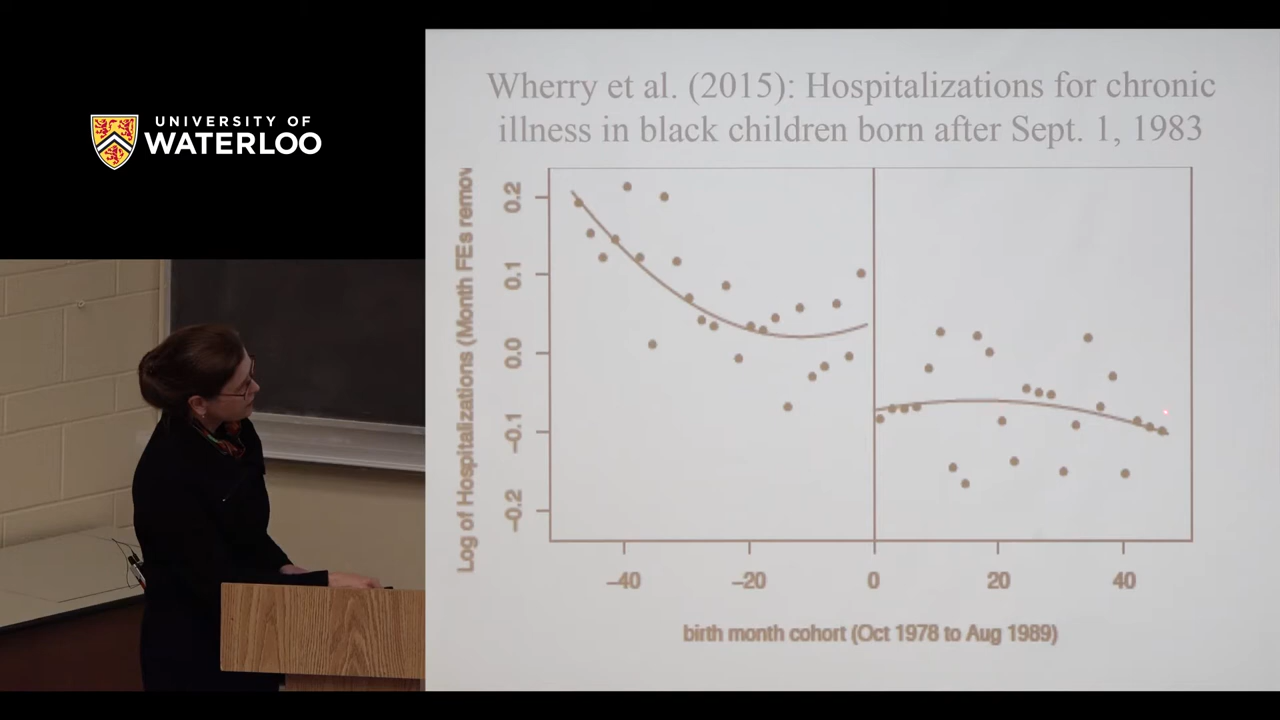 UNIVERSITY OF
WATERLOO
Wherry et al. (2015): Hospitalizations for chronic
illness in black children born after Sept. 1, 1983
Log of Hospitalizations (Month FEs
0.2
0.1
0.0
−0.1
−0.2
−40
−20
0
20
40
birth month cohort (Oct 1978 to Aug 1989)